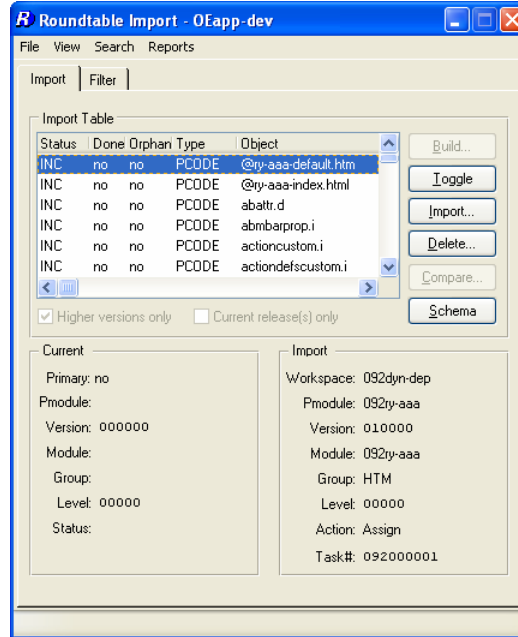 R Roundtable Import - OEapp-dev
File View Search Reports
Import Filter
Import Table
Status Done Orphan Type Object
INC no no PCODE @ry-aaa-default.htm
INC no no PCODE @ry-aaa-index.html
INC no no PCODE abattr.d
INC no no PCODE abmbarprop.i
INC no no PCODE actioncustom.i
INC no no PCODE actiondefscustom.i
Build...
Toggle
Import...
Delete...
Compare...
Schema
Higher versions only Current release(s) only
Current
Primary: no
Pmodule:
Version: 000000
Module:
Group:
Level: 00000
Status:
Import
Workspace: 092dyn-dep
Pmodule: 092ry-aaa
Version: 010000
Module: 092ry-aaa
Group: HTM
Level: 00000
Action: Assign
Task#: 092000001